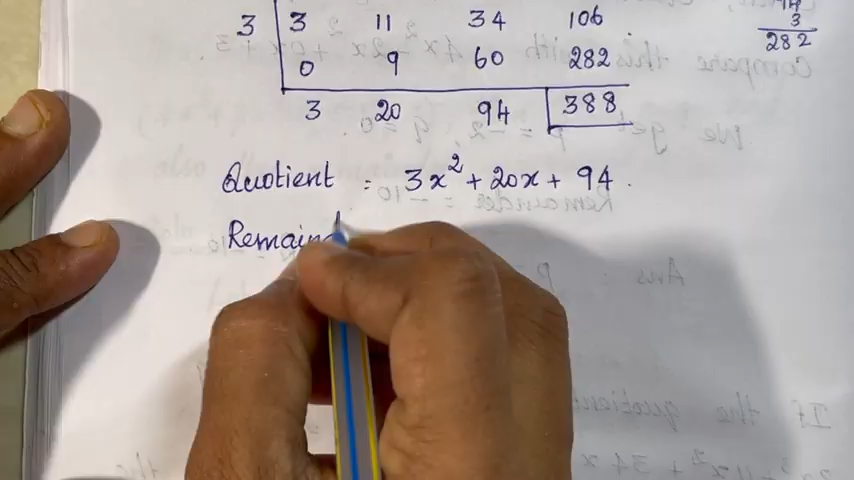 3 3 11 34 106
3
282
0 9 60 282
3 20 94 388
Quotient = 3x² + 20x + 94.
Remaind